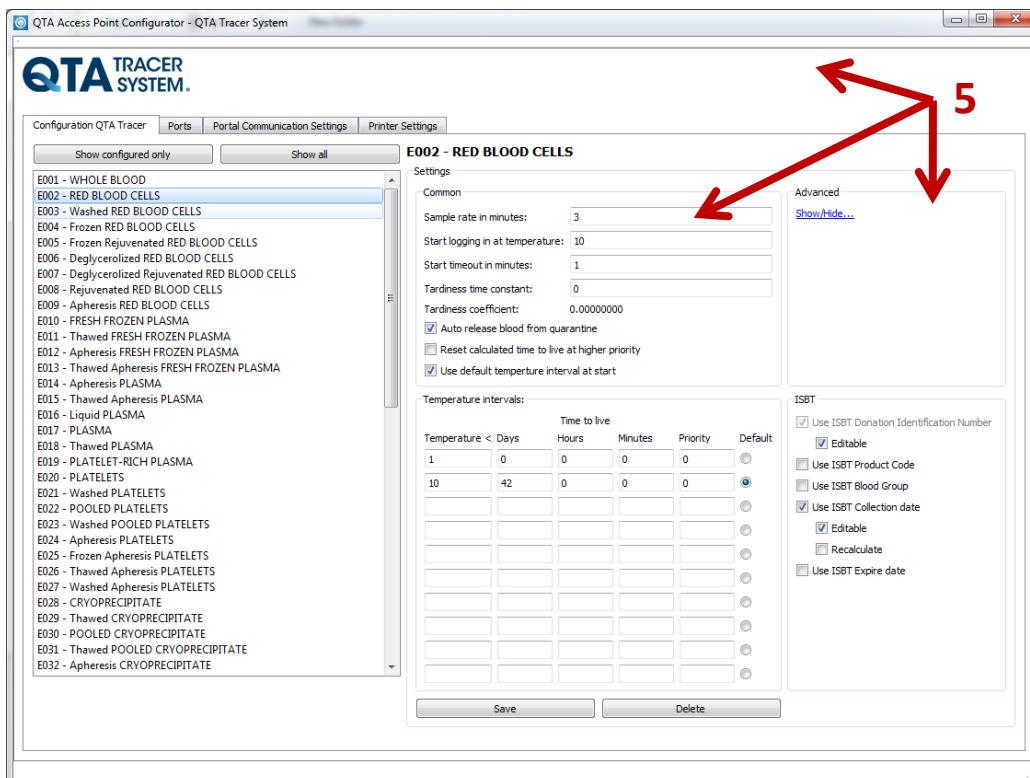 QTA Access Point Configurator - QTA Tracer System
QTA TRACER SYSTEM.
5
Configuration QTA Tracer Ports Portal Communication Settings Printer Settings
Show configured only Show all
E001 - WHOLE BLOOD
E002 - RED BLOOD CELLS
E003 - Washed RED BLOOD CELLS
E004 - Frozen RED BLOOD CELLS
E005 - Frozen Rejuvenated RED BLOOD CELLS
E006 - Deglycerolized RED BLOOD CELLS
E007 - Deglycerolized Rejuvenated RED BLOOD CELLS
E008 - Rejuvenated RED BLOOD CELLS
E009 - Apheresis RED BLOOD CELLS
E010 - FRESH FROZEN PLASMA
E011 - Thawed FRESH FROZEN PLASMA
E012 - Apheresis FRESH FROZEN PLASMA
E013 - Thawed Apheresis FRESH FROZEN PLASMA
E014 - Apheresis PLASMA
E015 - Thawed Apheresis PLASMA
E016 - Liquid PLASMA
E017 - PLASMA
E018 - Thawed PLASMA
E019 - PLATELET-RICH PLASMA
E020 - PLATELETS
E021 - Washed PLATELETS
E022 - POOLED PLATELETS
E023 - Washed POOLED PLATELETS
E024 - Apheresis PLATELETS
E025 - Frozen Apheresis PLATELETS
E026 - Thawed Apheresis PLATELETS
E027 - Washed Apheresis PLATELETS
E028 - CRYOPRECIPITATE
E029 - Thawed CRYOPRECIPITATE
E030 - POOLED CRYOPRECIPITATE
E031 - Thawed POOLED CRYOPRECIPITATE
E032 - Apheresis CRYOPRECIPITATE
E002 - RED BLOOD CELLS
Settings
Common
Sample rate in minutes: 3
Start logging in at temperature: 10
Start timeout in minutes: 1
Tardiness time constant: 0
Tardiness coefficient: 0.00000000
Auto release blood from quarantine
Reset calculated time to live at higher priority
Use default temperture interval at start
Advanced
Show/Hide...
Temperature intervals:
Time to live
Temperature < Days Hours Minutes Priority Default
1 0 0 0 0
10 42 0 0 0
ISBT
Use ISBT Donation Identification Number
Editable
Use ISBT Product Code
Use ISBT Blood Group
Use ISBT Collection date
Editable
Recalculate
Use ISBT Expire date
Save Delete